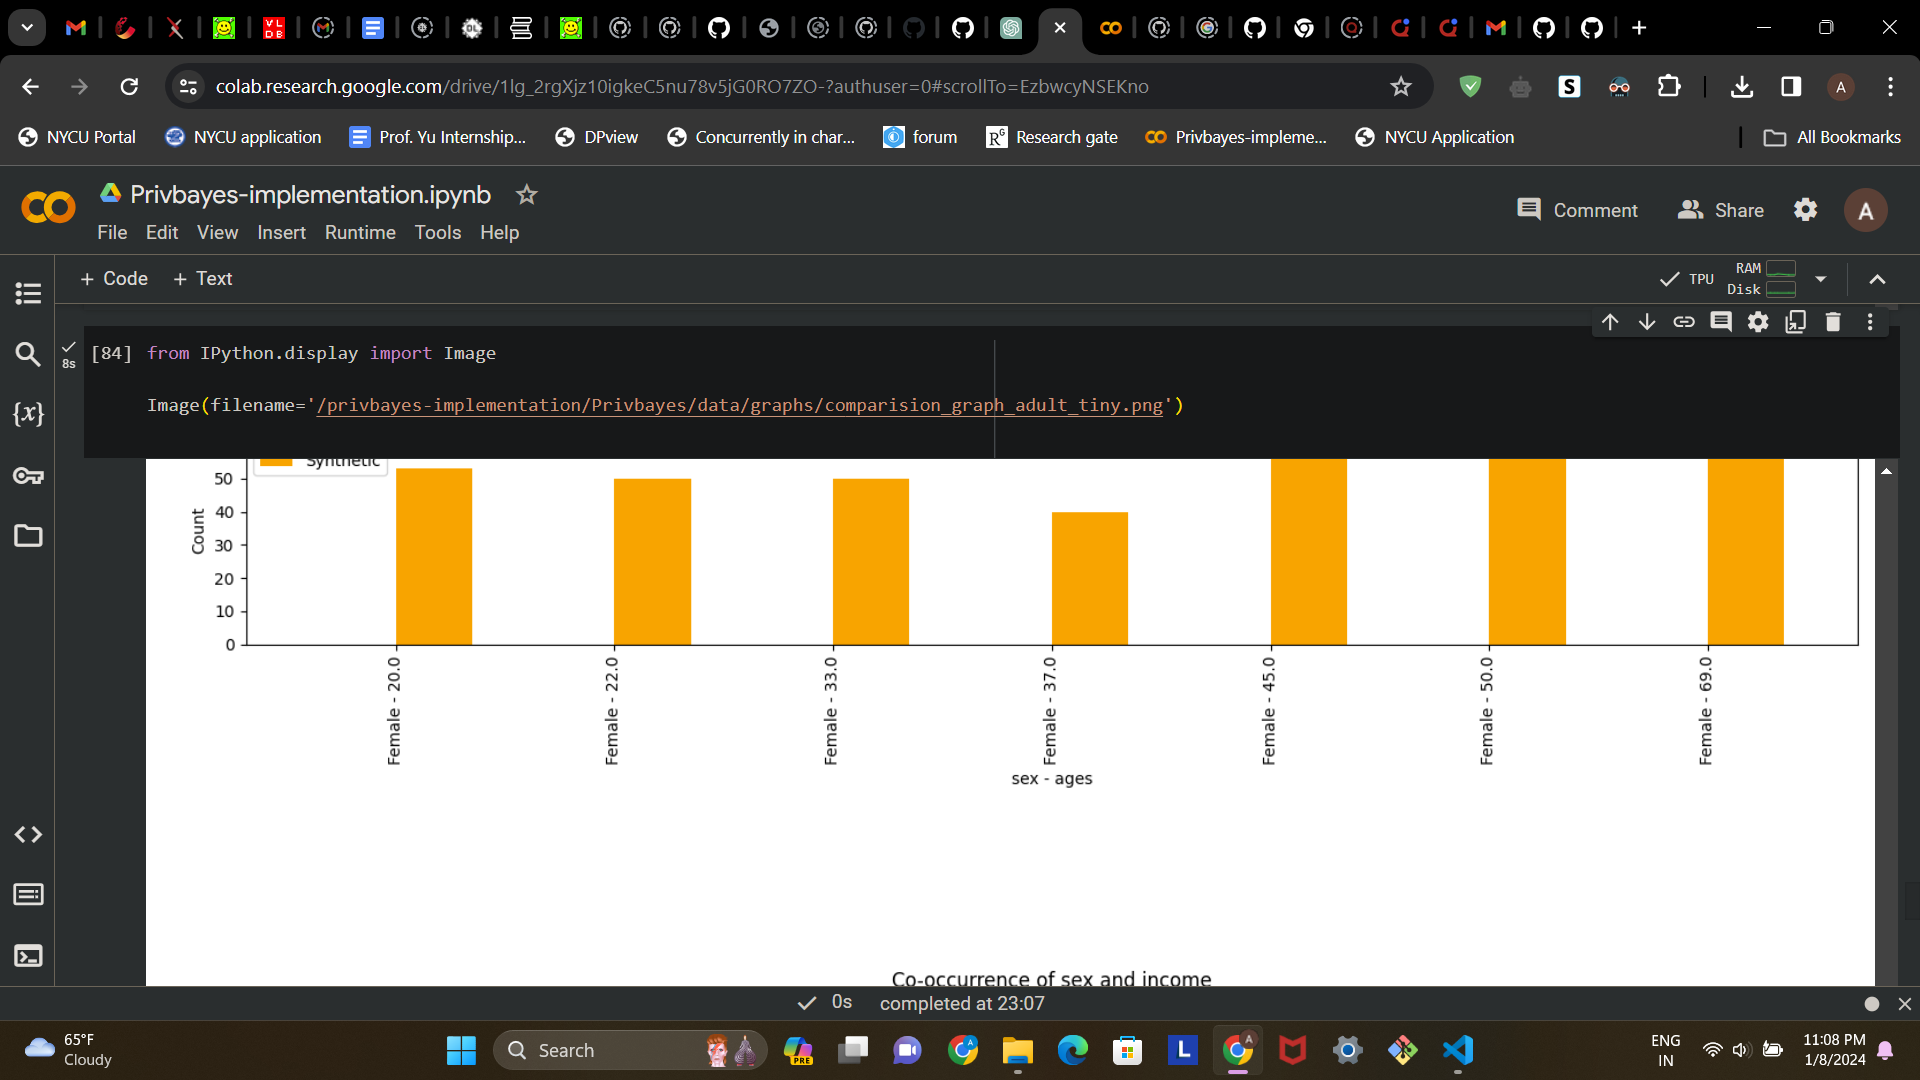 colab.research.google.com/drive/1lg_2rgXjz10igkeC5nu78v5jG0RO7ZO-?authuser=0#scrollTo=EzbwcyNSEKno
NYCU Portal NYCU application Prof. Yu Internship... DPview Concurrently in char... forum Research gate Privbayes-impleme... NYCU Application All Bookmarks
Privbayes-implementation.ipynb
Comment Share A
File Edit View Insert Runtime Tools Help
+ Code + Text
TPU RAM
Disk
8s
[84] from IPython.display import Image
Image(filename='/privbayes-implementation/Privbayes/data/graphs/comparision_graph_adult_tiny.png')
Synthetic
50
40
30
20
10
0
Count
Female - 20.0
Female - 22.0
Female - 33.0
Female - 37.0
Female - 45.0
Female - 50.0
Female - 69.0
sex - ages
Co-occurrence of sex and income
0s completed at 23:07
65°F
Cloudy
Search
ENG
IN
11:08 PM
1/8/2024